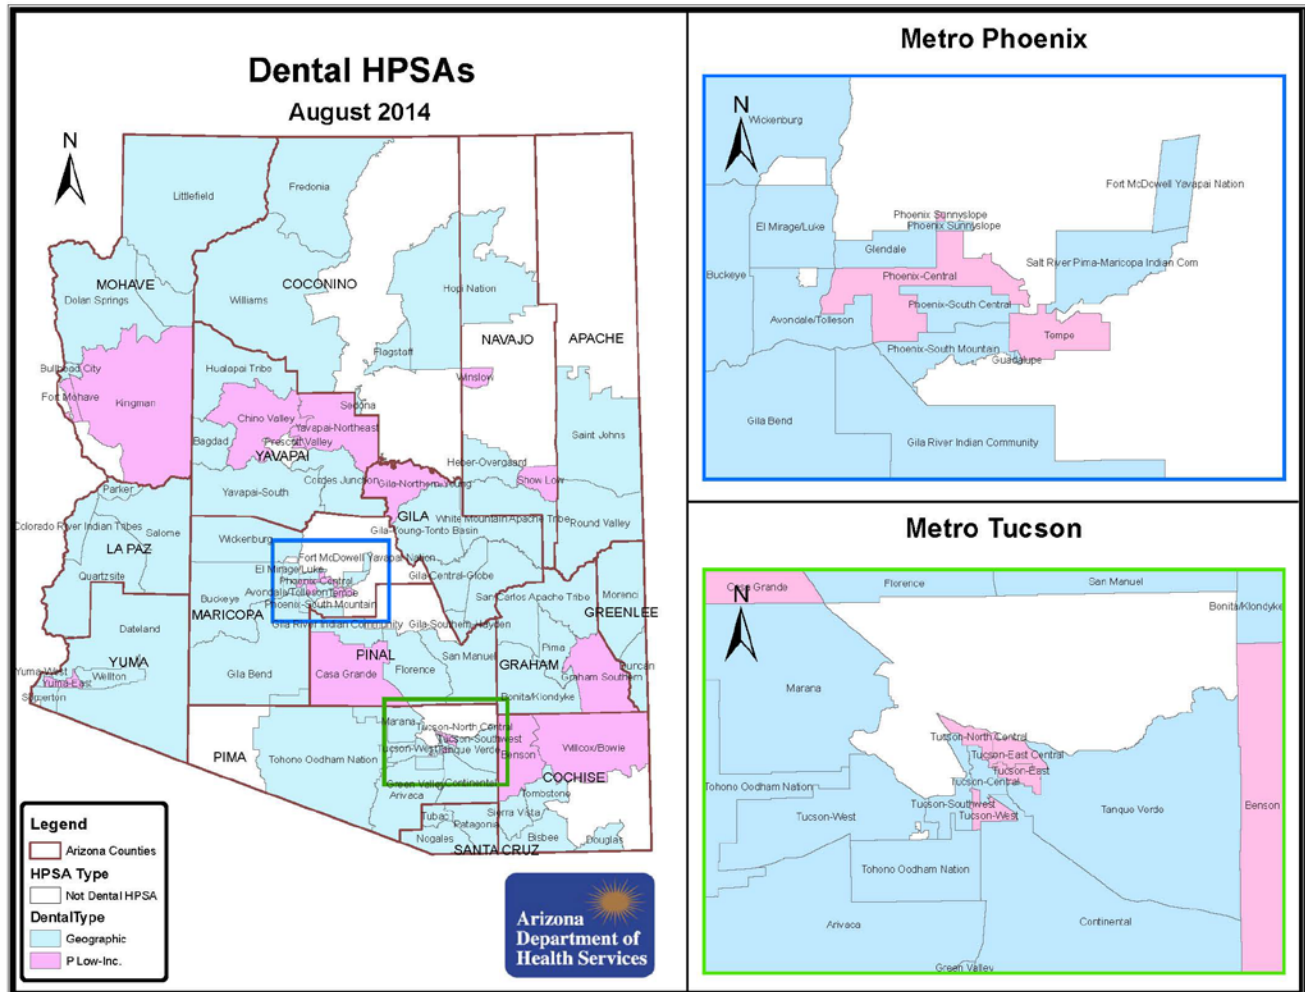 Dental HPSAs
August 2014
N
Littlefield
Fredonia
MOHAVE
Dolan Springs
Williams
COCONINO
Hopi Nation
NAVAJO
APACHE
Flagstaff
Bullhead City
Hualapai Tribe
Winslow
Fort Mohave
Kingman
Chino Valley
Sedona
Yavapai-Northeast
Saint Johns
Bagdad
Prescott Valley
YAVAPAI
Heber-Overgaard
Show Low
Cordes Junction
Parker
Yavapai-South
GILA
White Mountain Apache Tribe
Round Valley
Colorado River Indian Tribes
Salome
Gila-Young-Tonto Basin
Wickenburg
LA PAZ
Fort McDowell Yavapai Nation
El Mirage/Luke
Quartzsite
Phoenix-Central
Gila-Central-Globe
Avondale/Tolleson
Tempe
San Carlos Apache Tribe
Morenci
Buckeye
Phoenix-South Mountain
GREENLEE
MARICOPA
Gila River Indian Community
Dateland
Pima
PINAL
San Manuel
YUMA
GRAHAM
Duncan
Yuma-West
Wellton
Gila Bend
Casa Grande
Florence
Graham Southern
Yuma-East
Somerton
Bonita/Klondyke
Marana
Tucson-North Central
Tucson-Southwest
Tucson-West
Tanque Verde
Willcox/Bowie
PIMA
Tohono Oodham Nation
Benson
COCHISE
Green Valley
Continental
Arivaca
Tombstone
Tubac
Sierra Vista
Patagonia
Nogales
Bisbee
Douglas
SANTA CRUZ
Legend
Arizona Counties
HPSA Type
Not Dental HPSA
DentalType
Geographic
P Low-Inc.
Arizona
Department of
Health Services
Metro Phoenix
N
Wickenburg
Fort McDowell Yavapai Nation
Phoenix Sunnyslope
El Mirage/Luke
Phoenix Sunnyslope
Glendale
Salt River Pima-Maricopa Indian Com
Buckeye
Phoenix-Central
Phoenix-South Central
Avondale/Tolleson
Tempe
Phoenix-South Mountain
Guadalupe
Gila Bend
Gila River Indian Community
Metro Tucson
Casa Grande
Florence
San Manuel
N
Bonita/Klondyke
Marana
Tucson-North Central
Tucson-East Central
Tucson-East
Tucson-Central
Tohono Oodham Nation
Tucson-Southwest
Tucson-West
Tanque Verde
Benson
Tucson-West
Tohono Oodham Nation
Arivaca
Continental
Green Valley